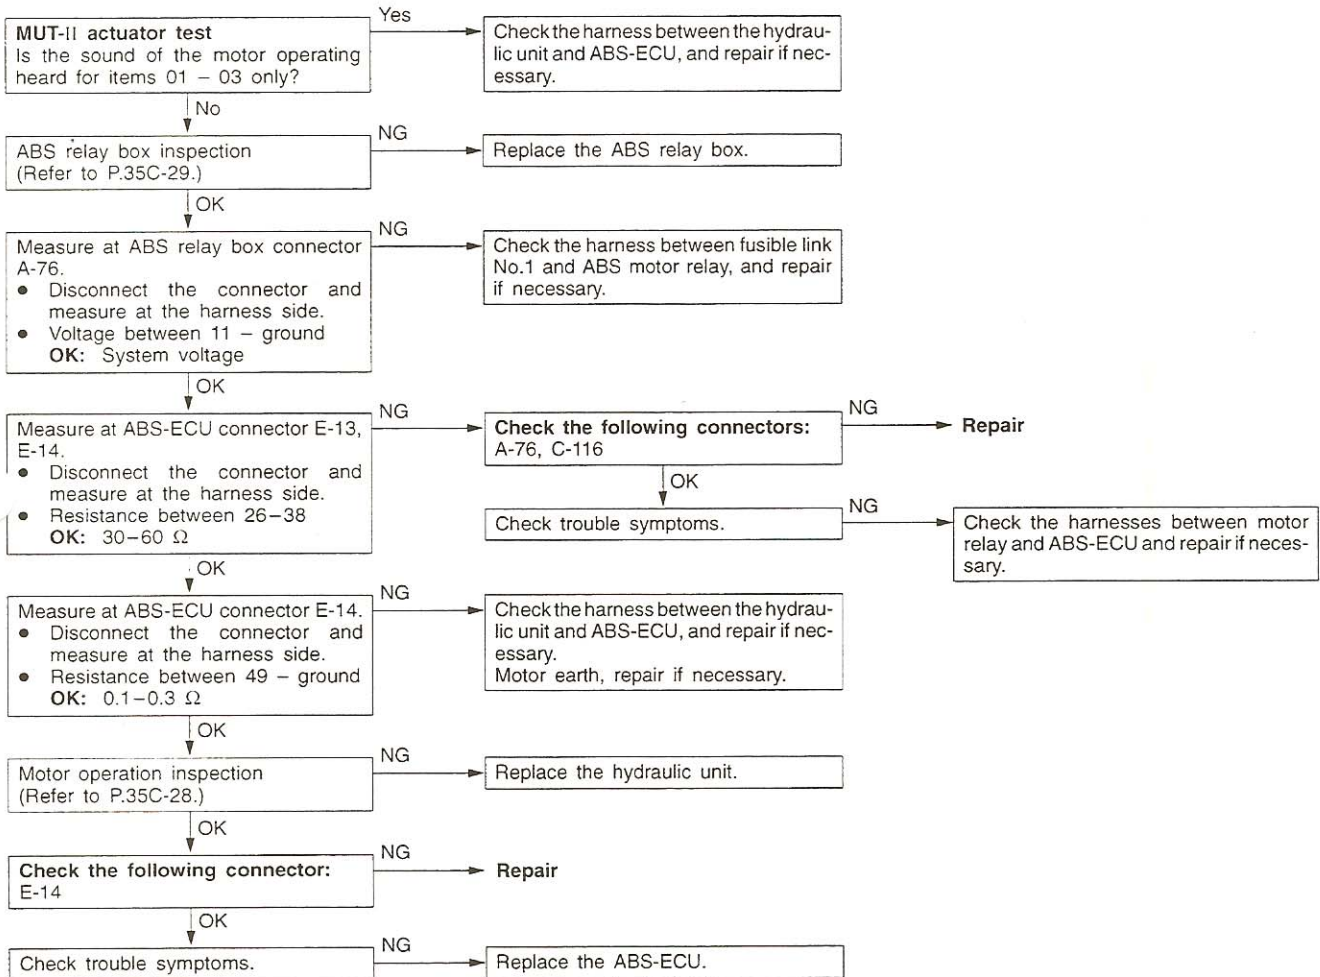 MUT-II actuator test
Is the sound of the motor operating
heard for items 01 – 03 only?
Yes
Check the harness between the hydrau-
lic unit and ABS-ECU, and repair if nec-
essary.
No
ABS relay box inspection
(Refer to P.35C-29.)
NG
Replace the ABS relay box.
OK
Measure at ABS relay box connector
A-76.
● Disconnect the connector and
measure at the harness side.
● Voltage between 11 – ground
OK: System voltage
NG
Check the harness between fusible link
No.1 and ABS motor relay, and repair
if necessary.
OK
Measure at ABS-ECU connector E-13,
E-14.
● Disconnect the connector and
measure at the harness side.
● Resistance between 26–38
OK: 30–60 Ω
NG
Check the following connectors:
A-76, C-116
NG
Repair
OK
Check trouble symptoms.
NG
Check the harnesses between motor
relay and ABS-ECU and repair if neces-
sary.
OK
Measure at ABS-ECU connector E-14.
● Disconnect the connector and
measure at the harness side.
● Resistance between 49 – ground
OK: 0.1–0.3 Ω
NG
Check the harness between the hydrau-
lic unit and ABS-ECU, and repair if nec-
essary.
Motor earth, repair if necessary.
OK
Motor operation inspection
(Refer to P.35C-28.)
NG
Replace the hydraulic unit.
OK
Check the following connector:
E-14
NG
Repair
OK
Check trouble symptoms.
NG
Replace the ABS-ECU.